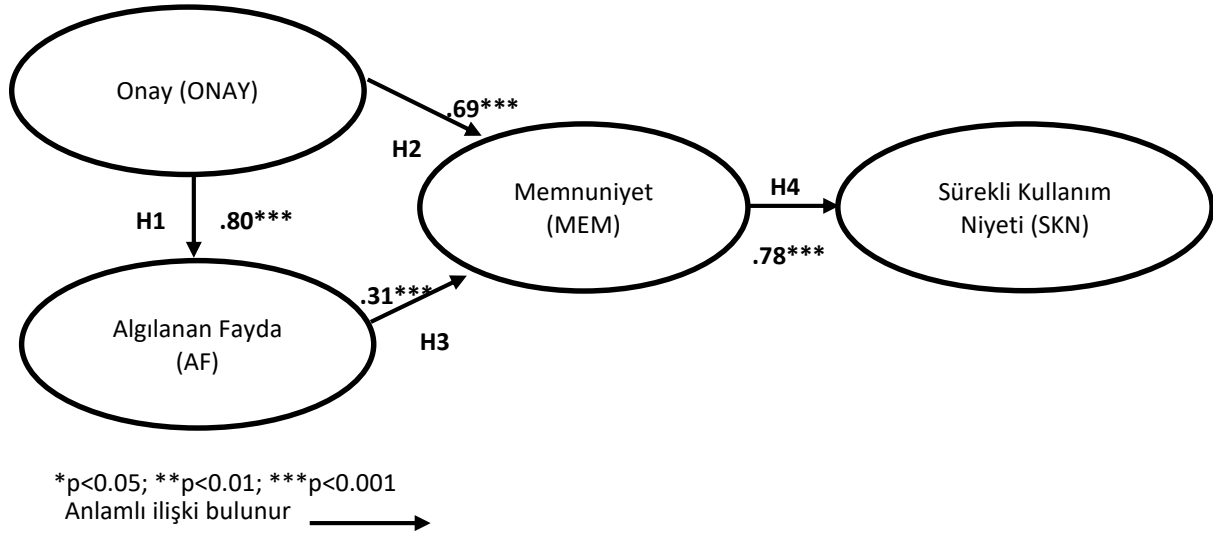 Onay (ONAY)
.69***
H2
H1
.80***
Memnuniyet
(MEM)
H4
.78***
Sürekli Kullanım
Niyeti (SKN)
Algılanan Fayda
(AF)
.31***
H3
*p<0.05; **p<0.01; ***p<0.001
Anlamlı ilişki bulunur